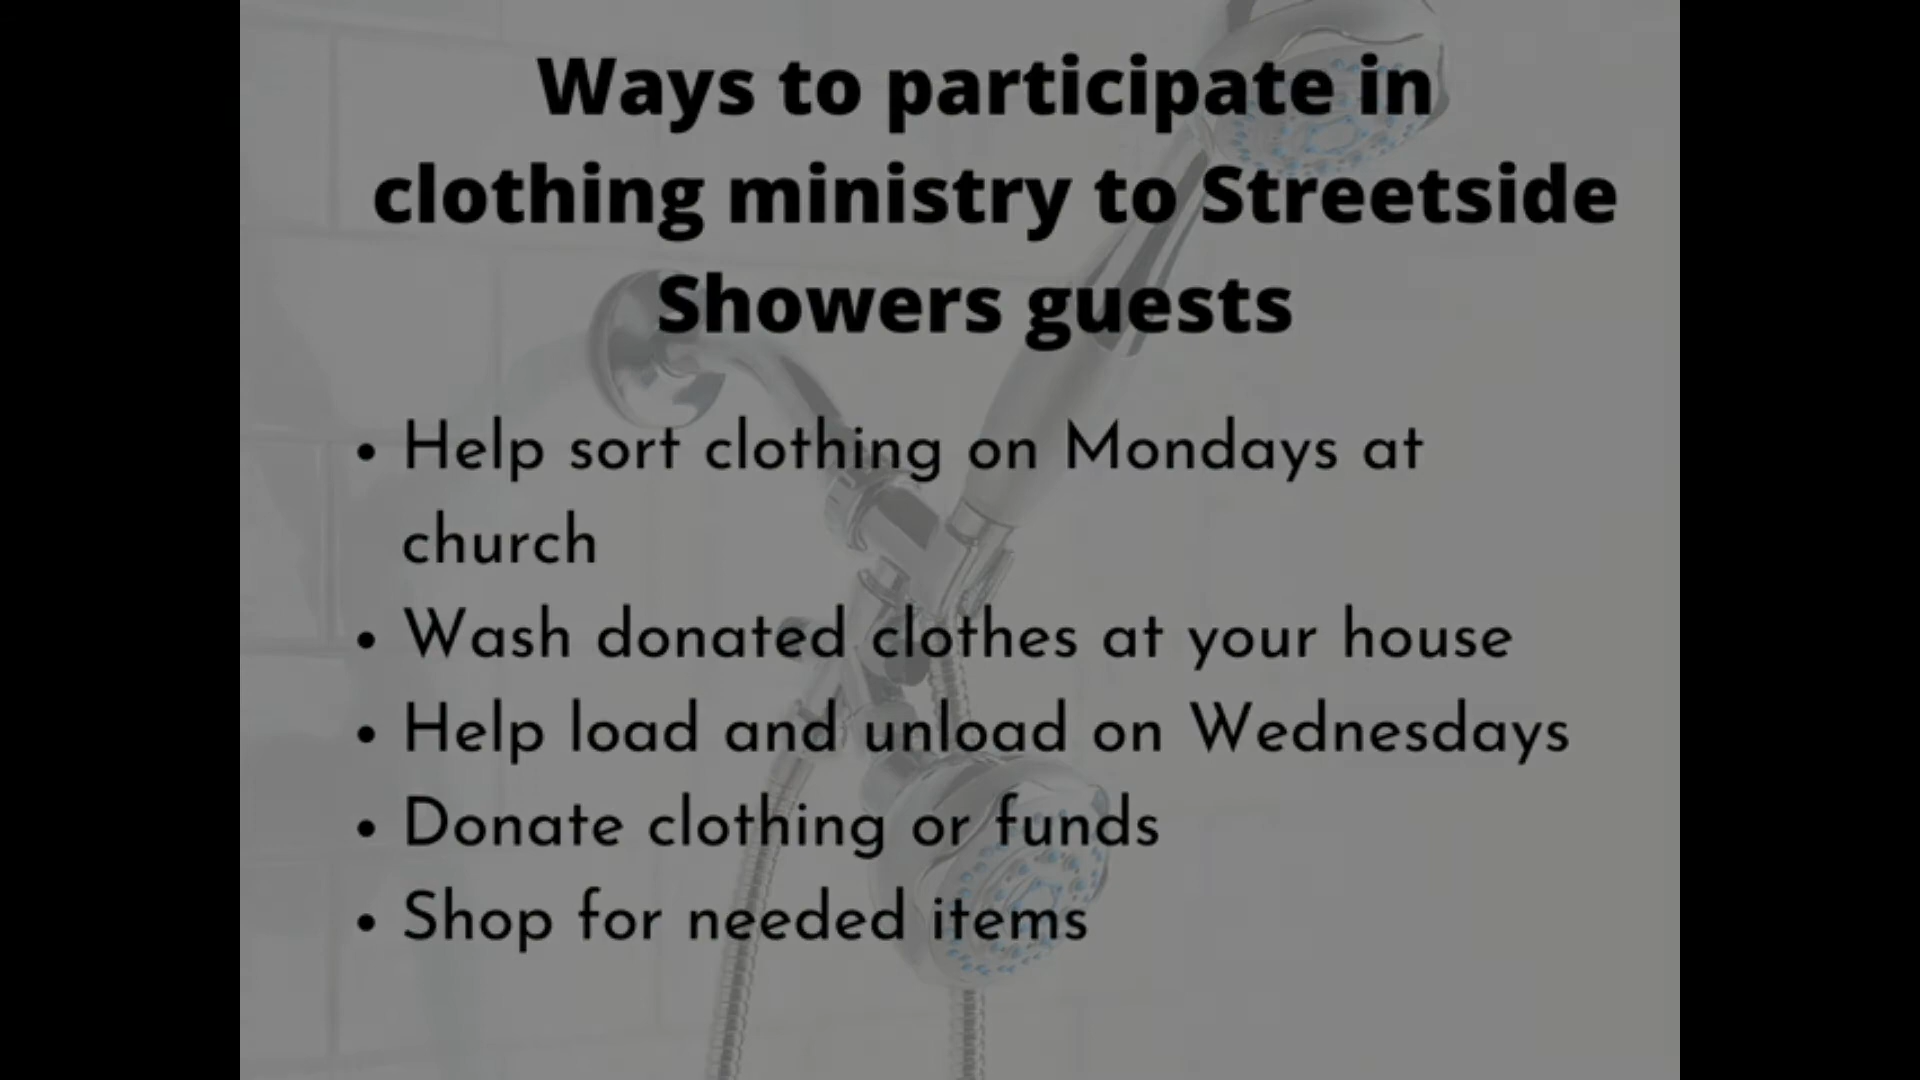 Ways to participate in
clothing ministry to Streetside
Showers guests
• Help sort clothing on Mondays at
church
• Wash donated clothes at your house
• Help load and unload on Wednesdays
• Donate clothing or funds
• Shop for needed items